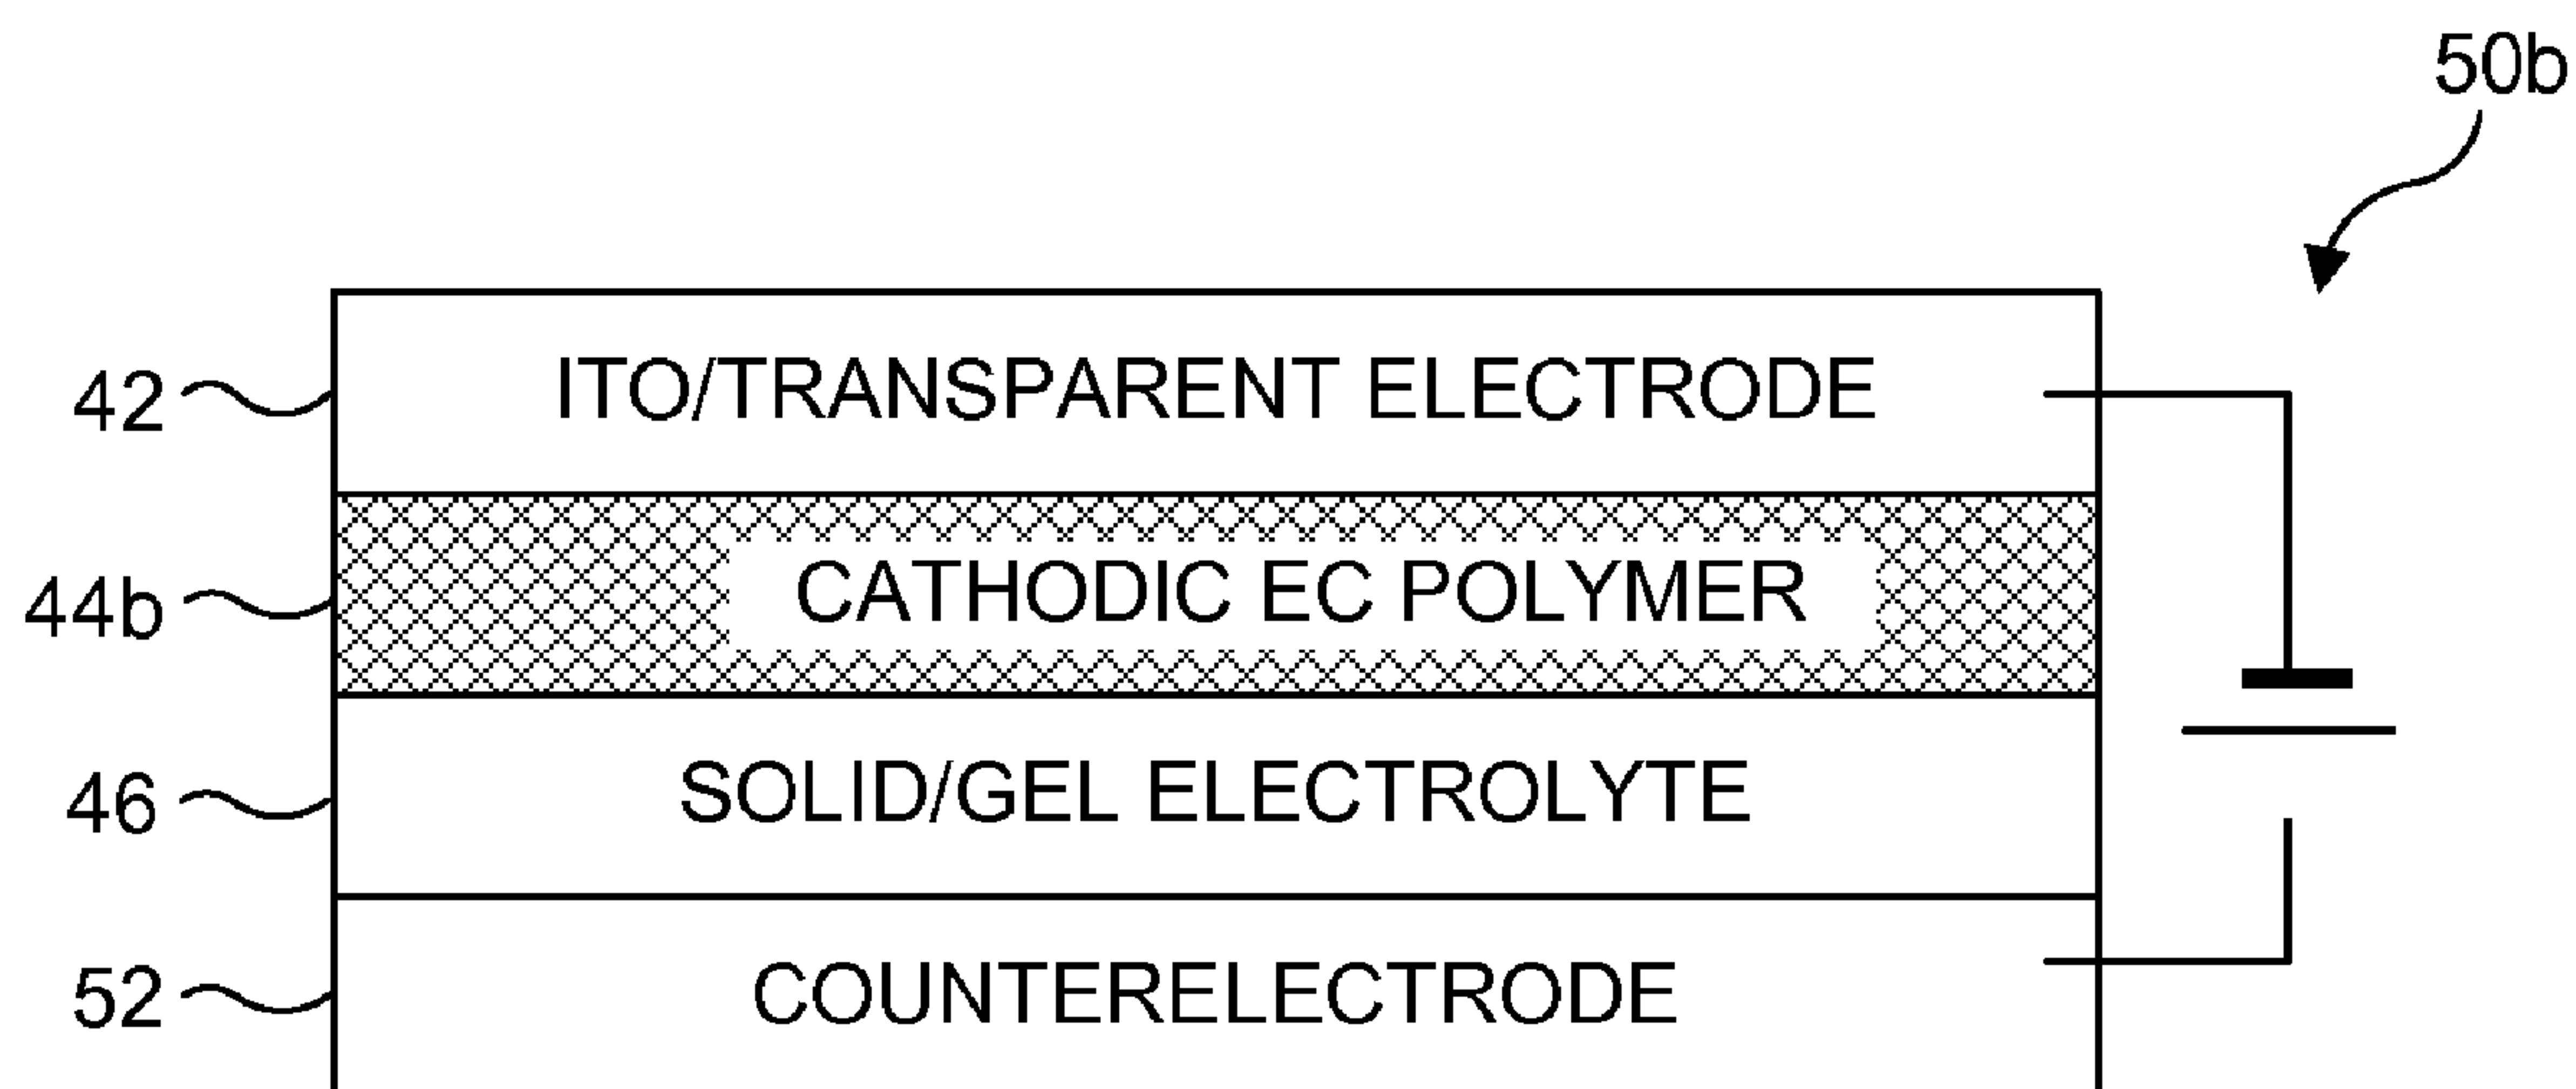 50b
42 ITO/TRANSPARENT ELECTRODE
44b CATHODIC EC POLYMER
46 SOLID/GEL ELECTROLYTE
52 COUNTERELECTRODE